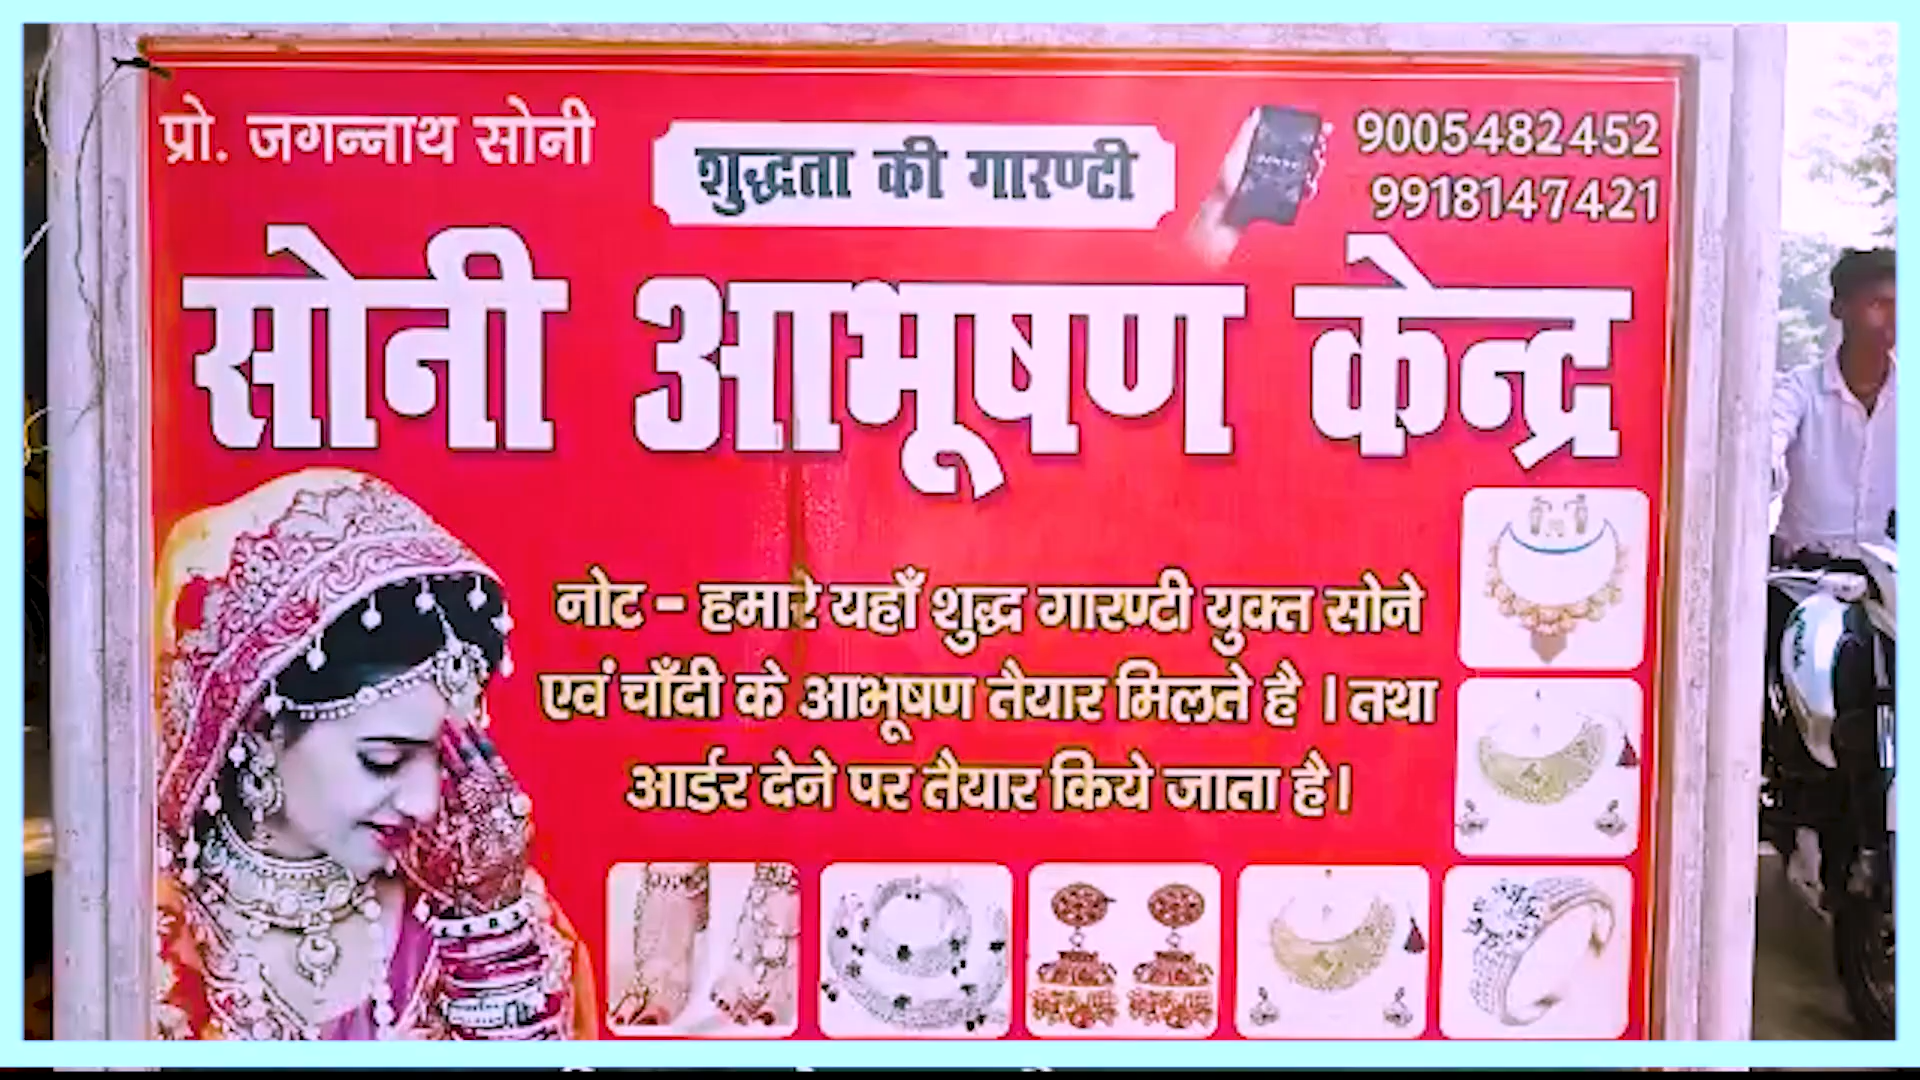 प्रो. जगन्नाथ सोनी
शुद्धता की गारण्टी
9005482452
9918147421
सोनी आभूषण केन्द्र
नोट - हमारे यहाँ शुद्ध गारण्टी युक्त सोने
एवं चाँदी के आभूषण तैयार मिलते है । तथा
आर्डर देने पर तैयार किये जाता है।